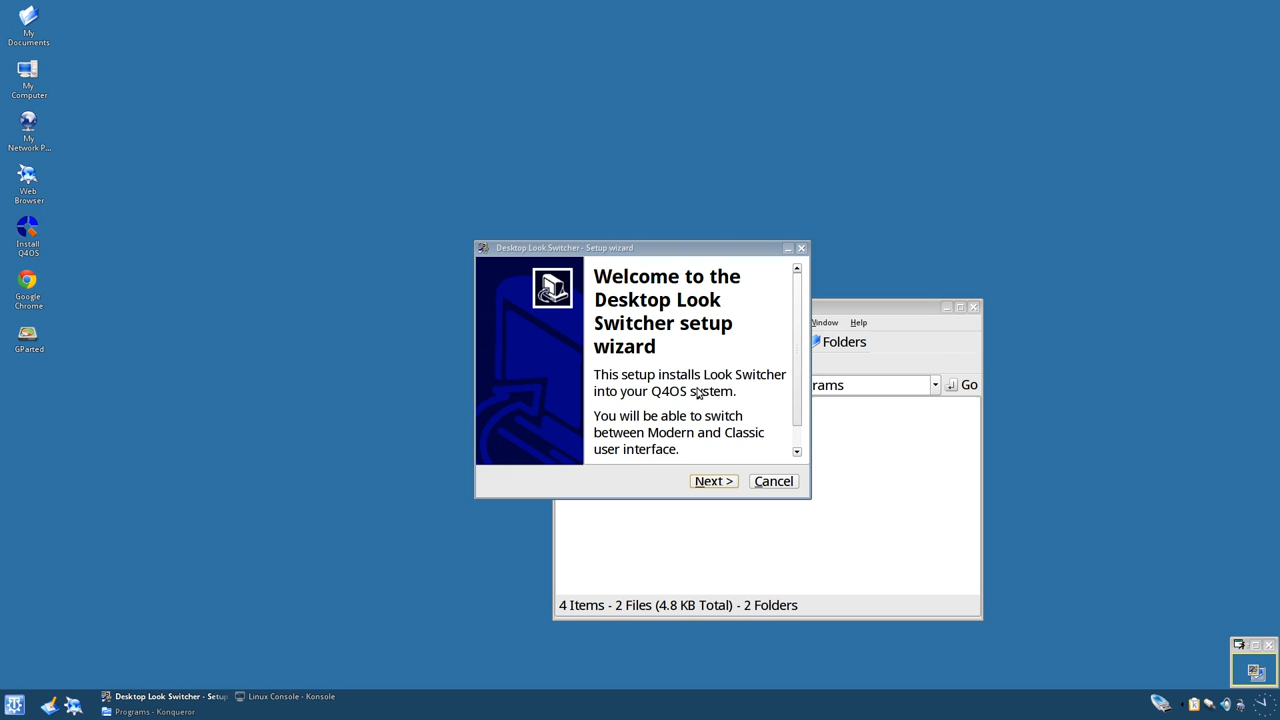 My
Documents
My
Computer
My
Network P...
Web
Browser
Install
Q4OS
Google
Chrome
GParted
Desktop Look Switcher - Setup wizard
Welcome to the
Desktop Look
Switcher setup
wizard
This setup installs Look Switcher
into your Q4OS system.
You will be able to switch
between Modern and Classic
user interface.
Next >
Cancel
Window Help
Folders
rams
Go
4 Items - 2 Files (4.8 KB Total) - 2 Folders
Desktop Look Switcher - Setup
Linux Console - Konsole
Programs - Konqueror